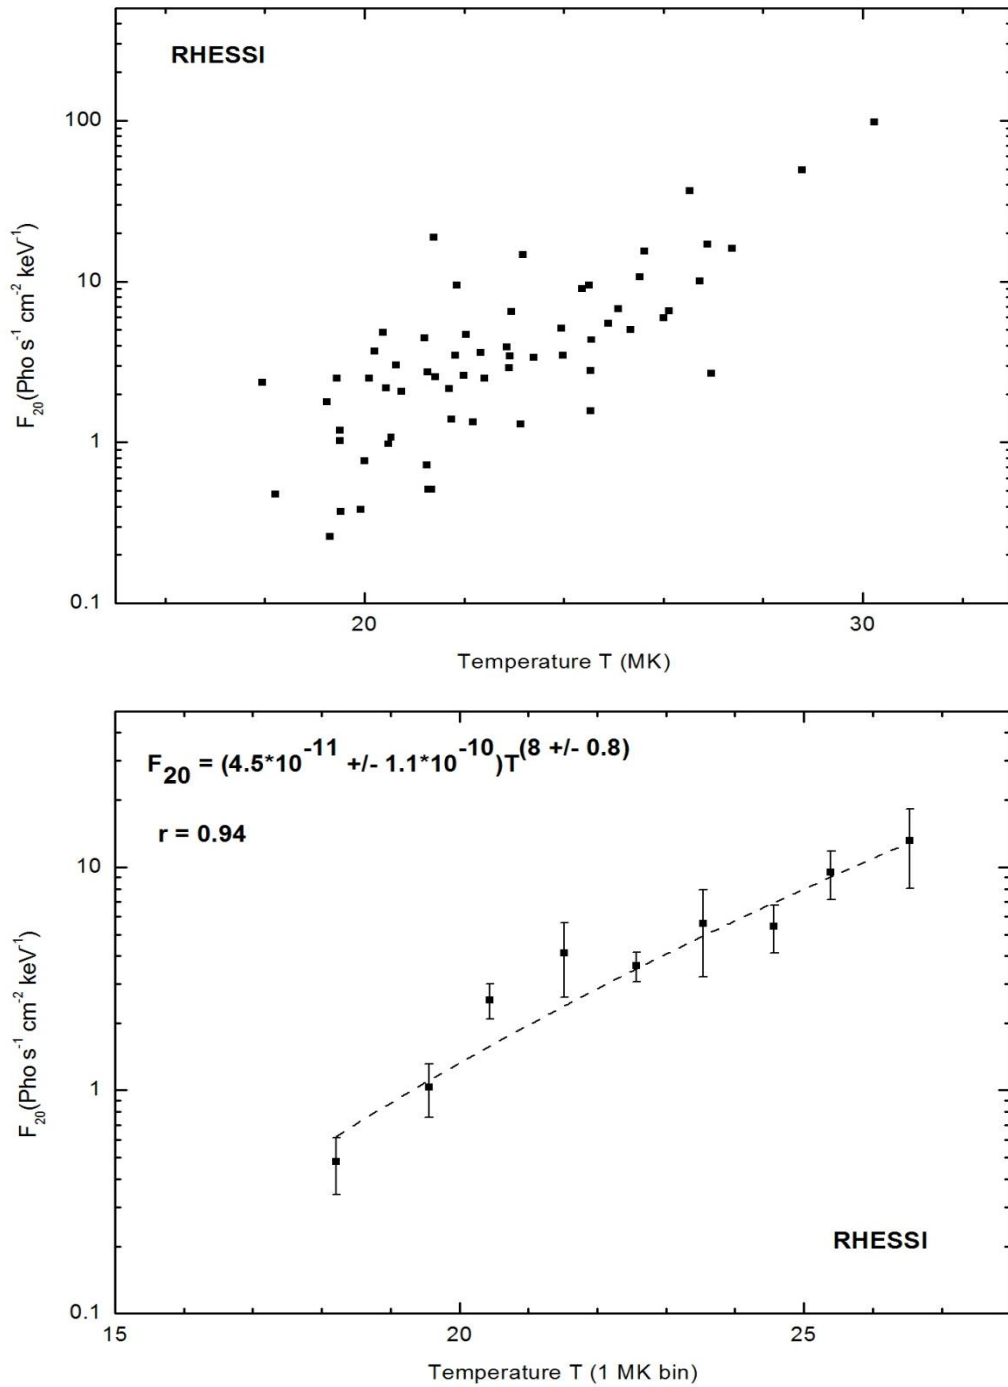 RHESSI
100
10
1
0.1
F₂₀(Pho s⁻¹ cm⁻² keV⁻¹)
20 30
Temperature T (MK)
F₂₀ = (4.5*10⁻¹¹ +/- 1.1*10⁻¹⁰)T⁽⁸ ⁺/⁻ ⁰.⁸⁾
r = 0.94
10
1
0.1
F₂₀(Pho s⁻¹ cm⁻² keV⁻¹)
RHESSI
15 20 25
Temperature T (1 MK bin)